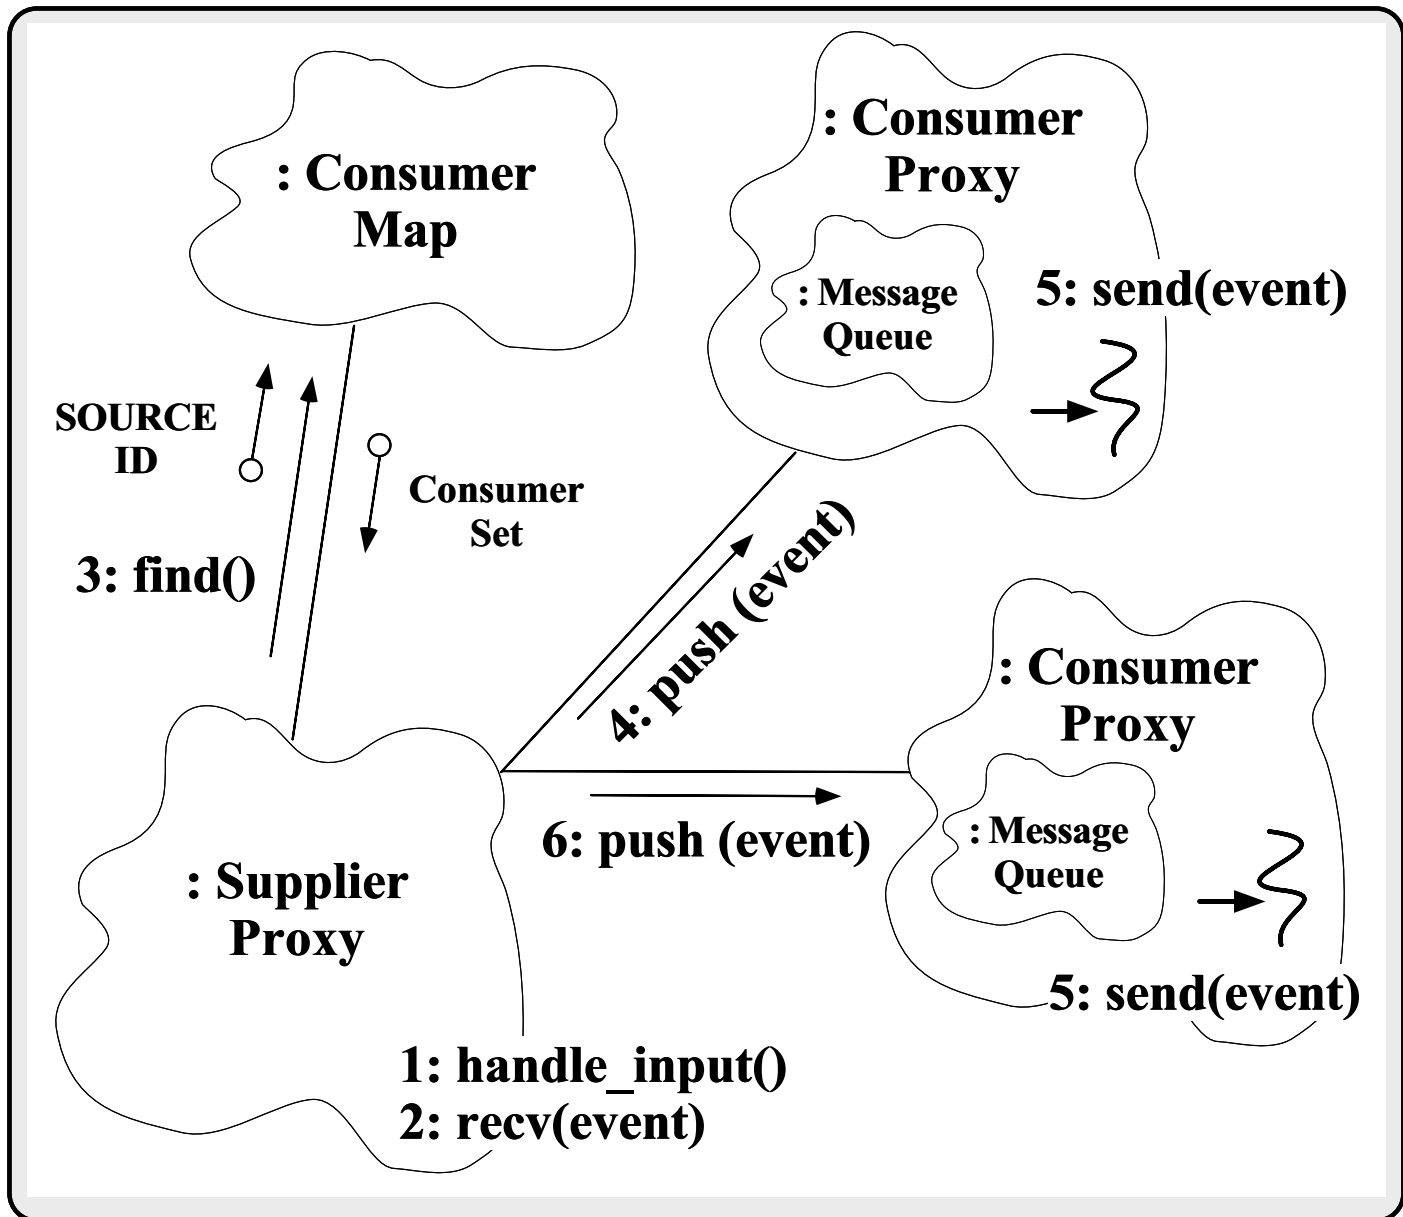 : Consumer
Map
: Consumer
Proxy
: Message
Queue
5: send(event)
SOURCE
ID
Consumer
Set
3: find()
4: push (event)
: Consumer
Proxy
: Message
Queue
5: send(event)
6: push (event)
: Supplier
Proxy
1: handle_input()
2: recv(event)